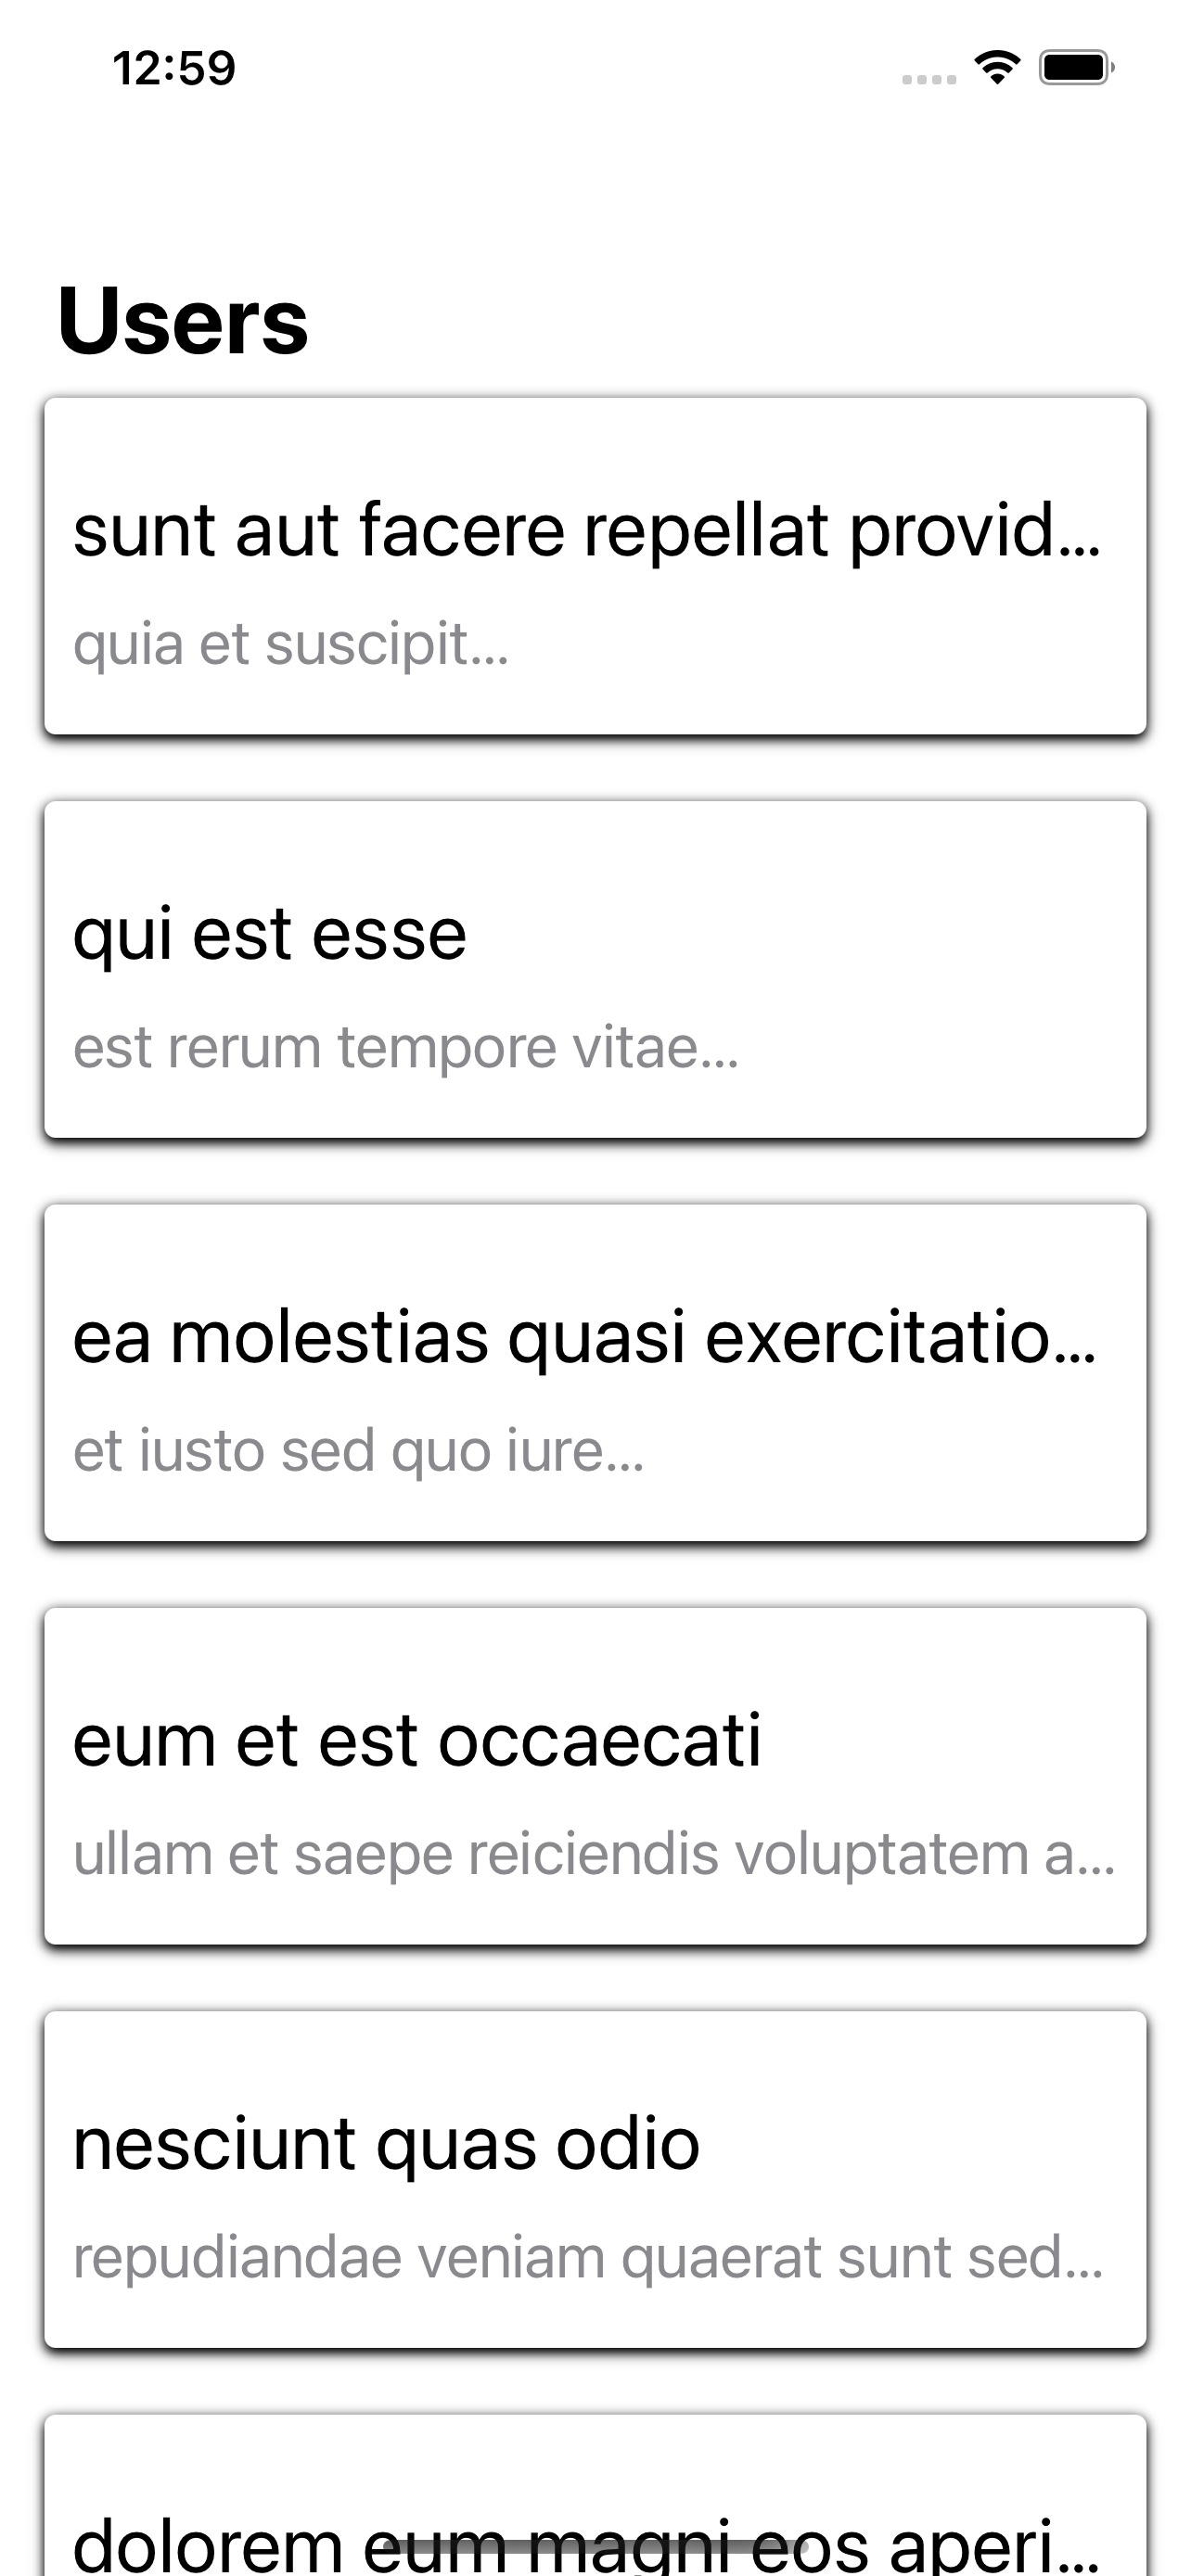 12:59
Users
sunt aut facere repellat provid...
quia et suscipit...
qui est esse
est rerum tempore vitae...
ea molestias quasi exercitatio...
et iusto sed quo iure...
eum et est occaecati
ullam et saepe reiciendis voluptatem a...
nesciunt quas odio
repudiandae veniam quaerat sunt sed...
dolorem eum magni eos aperi...